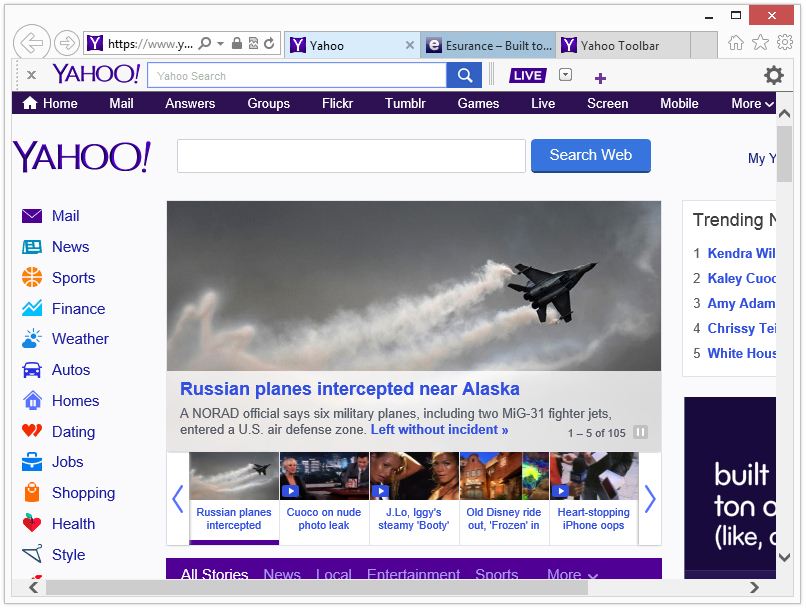 https://www.y...
Yahoo
Esurance – Built to...
Yahoo Toolbar
YAHOO!
Yahoo Search
LIVE
Home
Mail
Answers
Groups
Flickr
Tumblr
Games
Live
Screen
Mobile
More
YAHOO!
Search Web
My Y
Mail
News
Sports
Finance
Weather
Autos
Homes
Dating
Jobs
Shopping
Health
Style
Russian planes intercepted near Alaska
A NORAD official says six military planes, including two MiG-31 fighter jets,
entered a U.S. air defense zone. Left without incident »
1 – 5 of 105
Russian planes
intercepted
Cuoco on nude
photo leak
J.Lo, Iggy's
steamy 'Booty'
Old Disney ride
out, 'Frozen' in
Heart-stopping
iPhone oops
All Stories
News
Local
Entertainment
Sports
More
Trending N
1 Kendra Wil
2 Kaley Cuoc
3 Amy Adam
4 Chrissy Tei
5 White Hous
built
ton o
(like, a